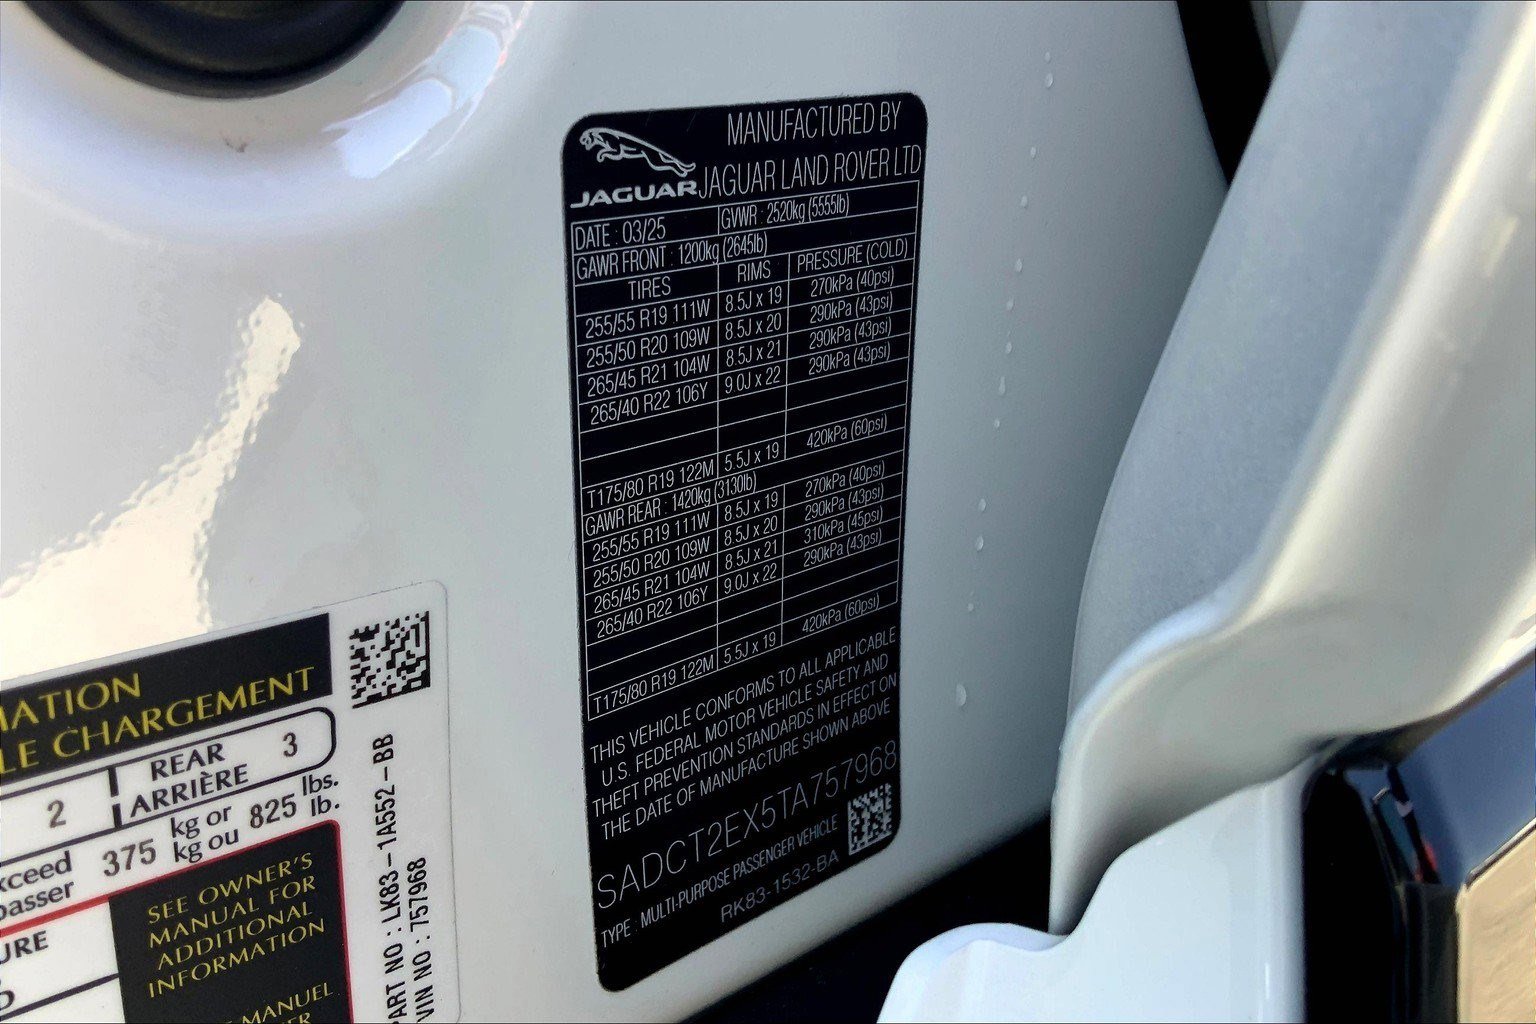 JAGUAR
MANUFACTURED BY
JAGUAR LAND ROVER LTD
DATE : 03/25 GVWR : 2520kg (5555lb)
GAWR FRONT : 1200kg (2645lb)
TIRES RIMS PRESSURE (COLD)
255/55 R19 111W 8.5J x 19 270kPa (40psi)
255/50 R20 109W 8.5J x 20 290kPa (43psi)
265/45 R21 104W 8.5J x 21 290kPa (43psi)
265/40 R22 106Y 9.0J x 22 290kPa (43psi)
T175/80 R19 122M 5.5J x 19 420kPa (60psi)
GAWR REAR : 1420kg (3130lb)
255/55 R19 111W 8.5J x 19 270kPa (40psi)
255/50 R20 109W 8.5J x 20 290kPa (43psi)
265/45 R21 104W 8.5J x 21 310kPa (45psi)
265/40 R22 106Y 9.0J x 22 290kPa (43psi)
T175/80 R19 122M 5.5J x 19 420kPa (60psi)
THIS VEHICLE CONFORMS TO ALL APPLICABLE
U.S. FEDERAL MOTOR VEHICLE SAFETY AND
THEFT PREVENTION STANDARDS IN EFFECT ON
THE DATE OF MANUFACTURE SHOWN ABOVE
SADCT2EX5TA757968
TYPE : MULTI-PURPOSE PASSENGER VEHICLE
RK83-1532-BA
MATION
LE CHARGEMENT
2 REAR 3
ARRIÈRE
xceed 375 kg or 825 lbs.
passer kg ou lb.
SEE OWNER'S
MANUAL FOR
ADDITIONAL
INFORMATION
MANUEL
URE
PART NO : LK83-1A552-BB
VIN NO : 757968